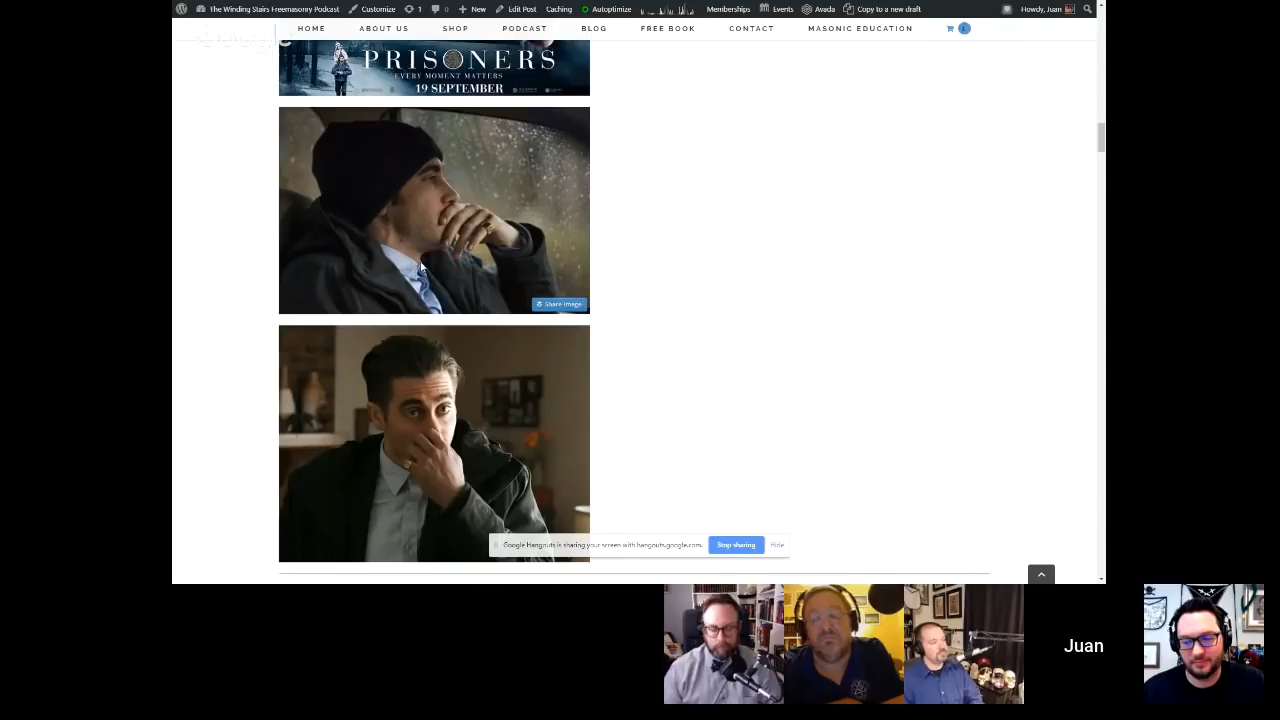 The Winding Stairs Freemasonry Podcast Customize 1 New Edit Post Caching Autoptimize Memberships Events Avada Copy to a new draft Howdy, Juan
HOME ABOUT US SHOP PODCAST BLOG FREE BOOK CONTACT MASONIC EDUCATION
PRISONERS
EVERY MOMENT MATTERS
19 SEPTEMBER
Share Image
Google Hangouts is sharing your screen with hangouts.google.com. Stop sharing Hide
Juan